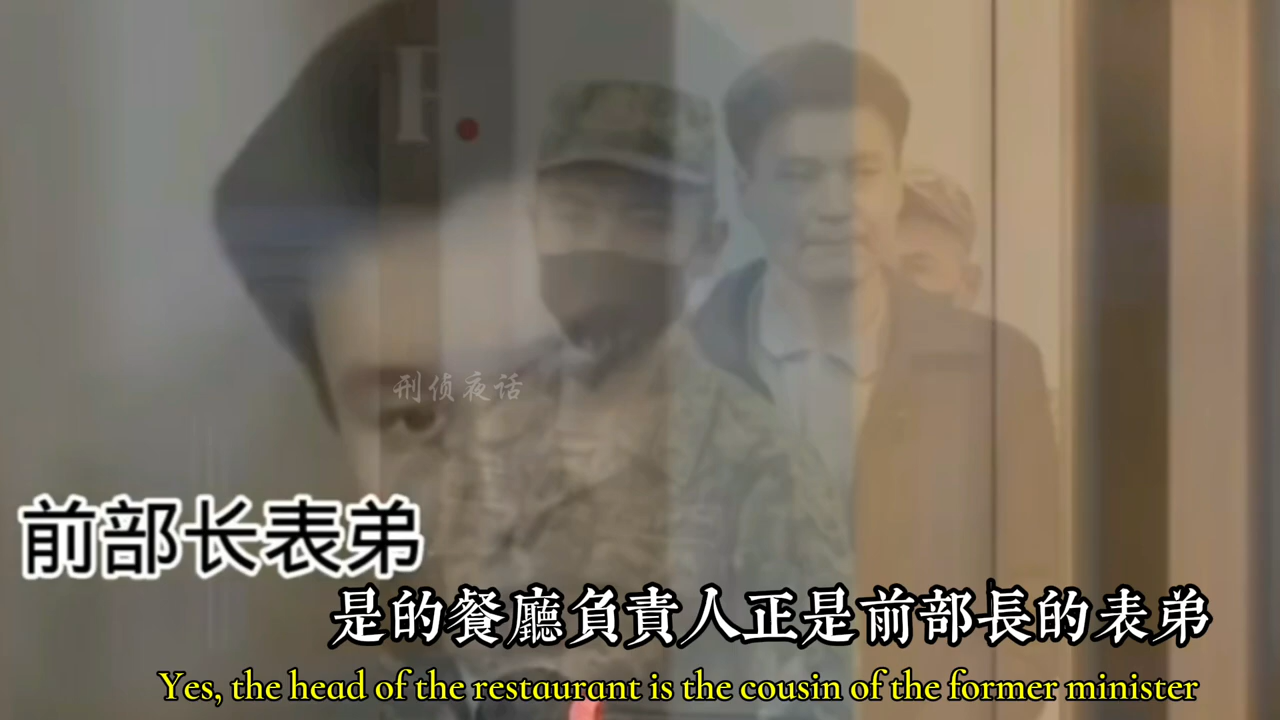 刑侦夜话
前部长表弟
是的餐廳負責人正是前部長的表弟
Yes, the head of the restaurant is the cousin of the former minister